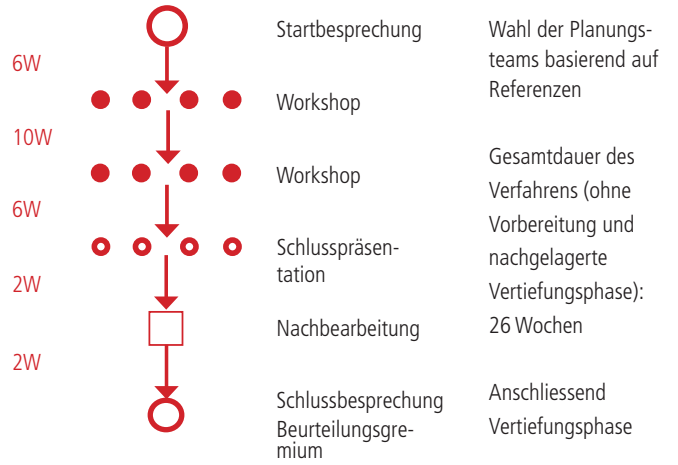 Startbesprechung
6W
Workshop
10W
Workshop
6W
Schlusspräsen-
tation
2W
Nachbearbeitung
2W
Schlussbesprechung
Beurteilungsgre-
mium
Wahl der Planungs-
teams basierend auf
Referenzen
Gesamtdauer des
Verfahrens (ohne
Vorbereitung und
nachgelagerte
Vertiefungsphase):
26 Wochen
Anschliessend
Vertiefungsphase